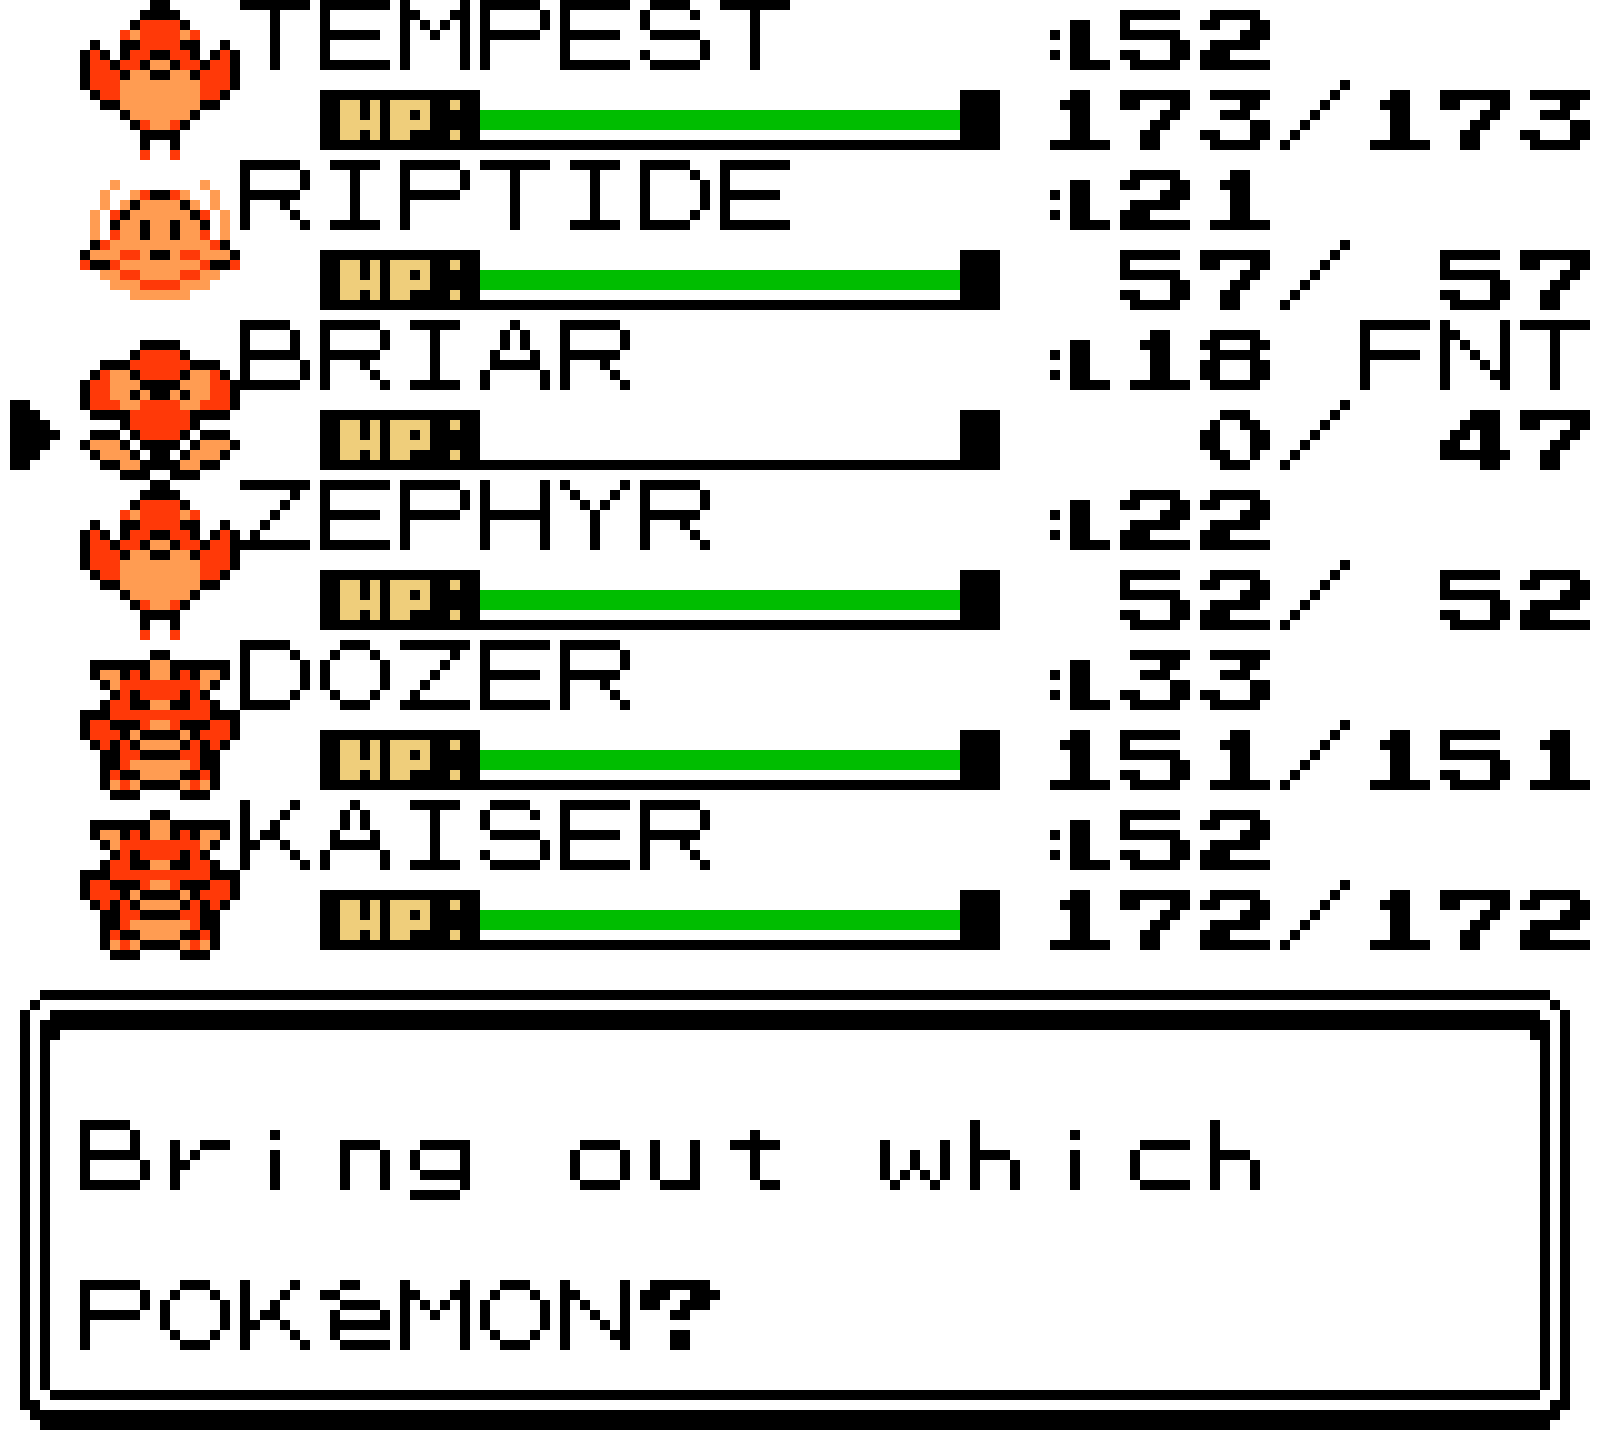 TEMPEST :L52
HP: 173/173
RIPTIDE :L21
HP: 57/ 57
BRIAR :L18 FNT
HP: 0/ 47
ZEPHYR :L22
HP: 52/ 52
DOZER :L33
HP: 151/151
KAISER :L52
HP: 172/172
Bring out which
POKéMON?